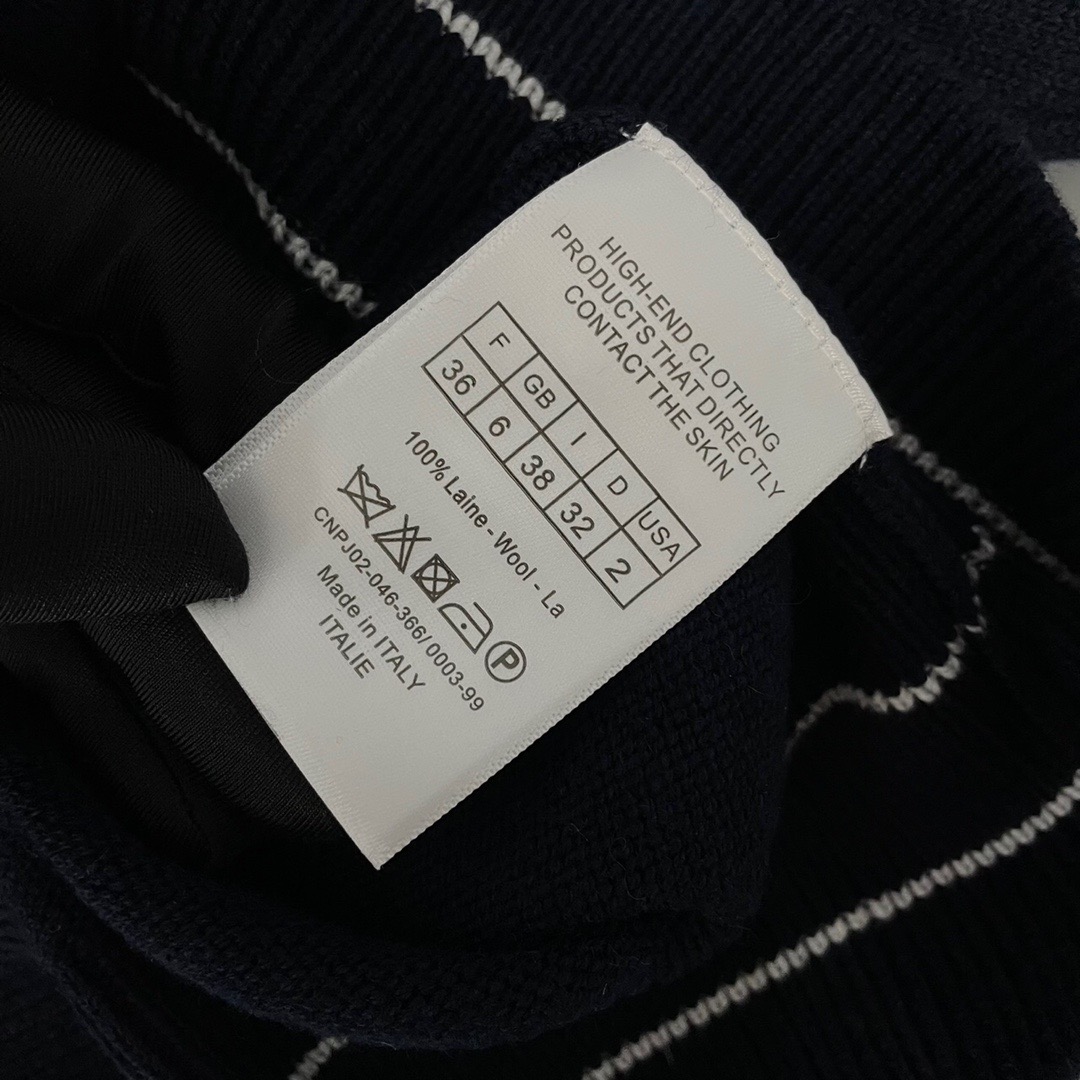 HIGH-END CLOTHING
PRODUCTS THAT DIRECTLY
CONTACT THE SKIN
F GB I D USA
36 6 38 32 2
100% Laine - Wool - La
P
CNPJ02-046-366/ 0003-99
Made in ITALY
ITALIE